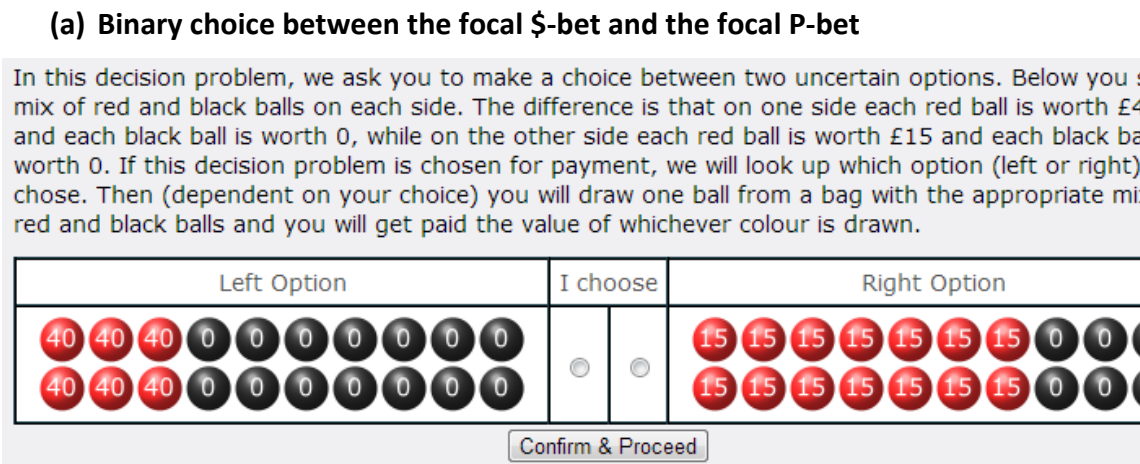 (a) Binary choice between the focal $-bet and the focal P-bet
In this decision problem, we ask you to make a choice between two uncertain options. Below you
mix of red and black balls on each side. The difference is that on one side each red ball is worth £4
and each black ball is worth 0, while on the other side each red ball is worth £15 and each black
worth 0. If this decision problem is chosen for payment, we will look up which option (left or right)
chose. Then (dependent on your choice) you will draw one ball from a bag with the appropriate
red and black balls and you will get paid the value of whichever colour is drawn.
Left Option I choose Right Option
40 40 40 0 0 0 0 0 0 0 15 15 15 15 15 15 15 0 0
40 40 40 0 0 0 0 0 0 0 15 15 15 15 15 15 15 0 0
Confirm & Proceed